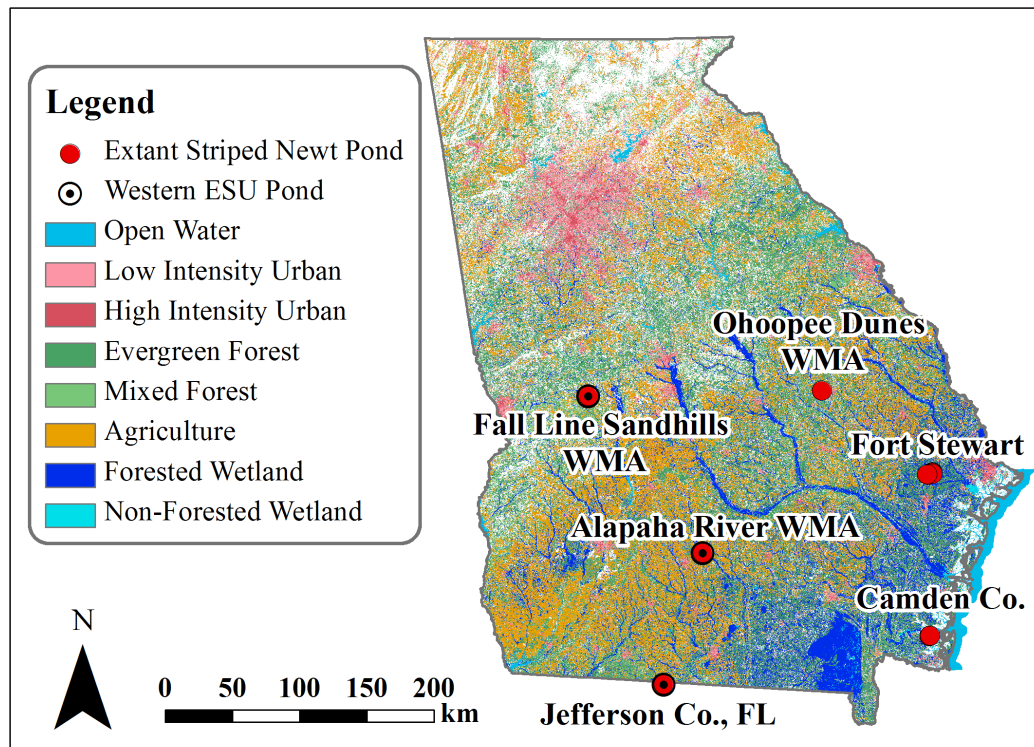 Legend
Extant Striped Newt Pond
Western ESU Pond
Open Water
Low Intensity Urban
High Intensity Urban
Evergreen Forest
Mixed Forest
Agriculture
Forested Wetland
Non-Forested Wetland
Ohoopee Dunes
WMA
Fall Line Sandhills
WMA
Fort Stewart
Alapaha River WMA
Camden Co.
Jefferson Co., FL
N
0 50 100 150 200
km